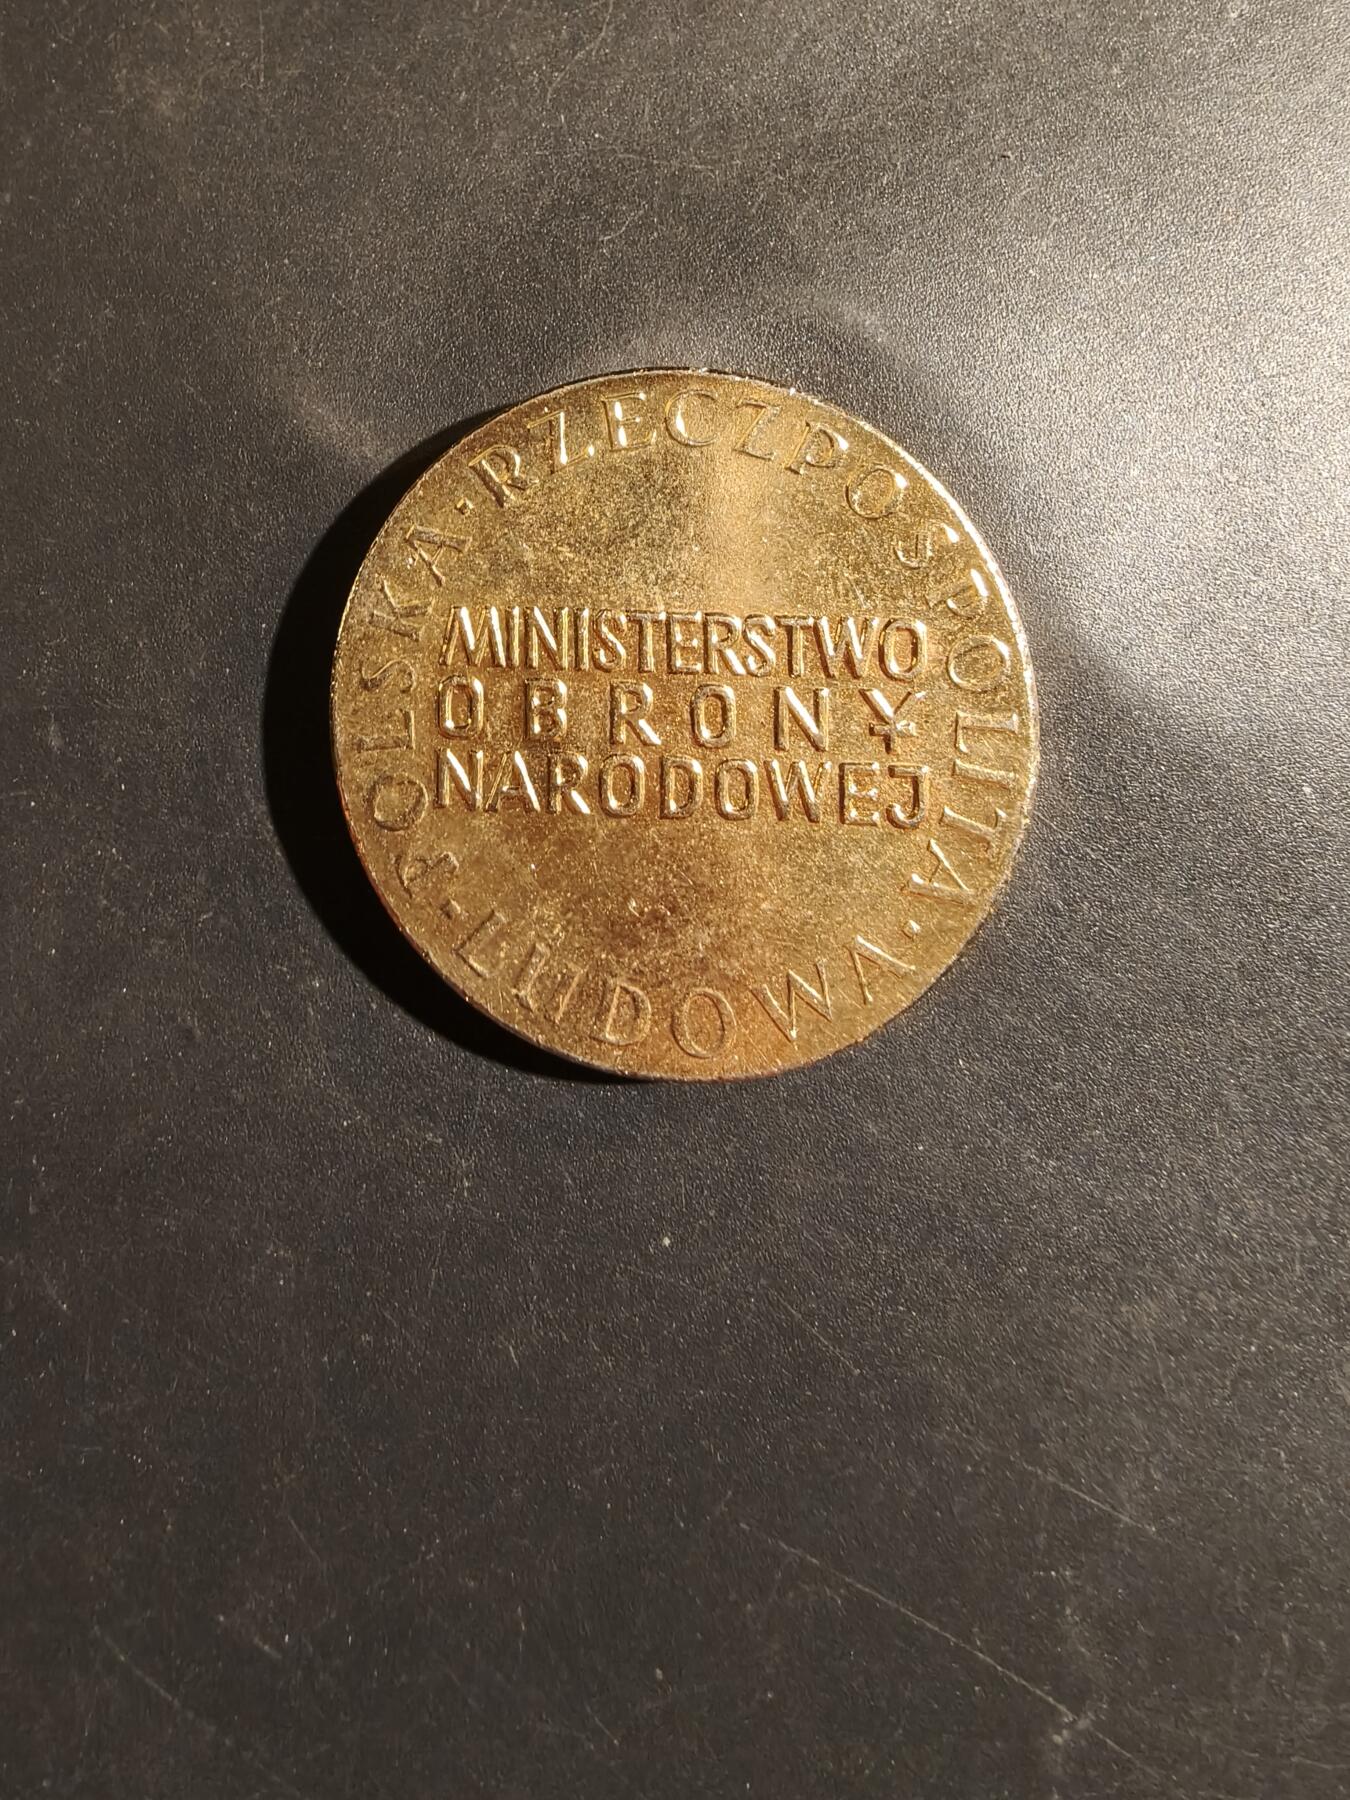 POLSKA · RZECZPOSPOLITA · LUDOWA ·
MINISTERSTWO
OBRONY
NARODOWEJ